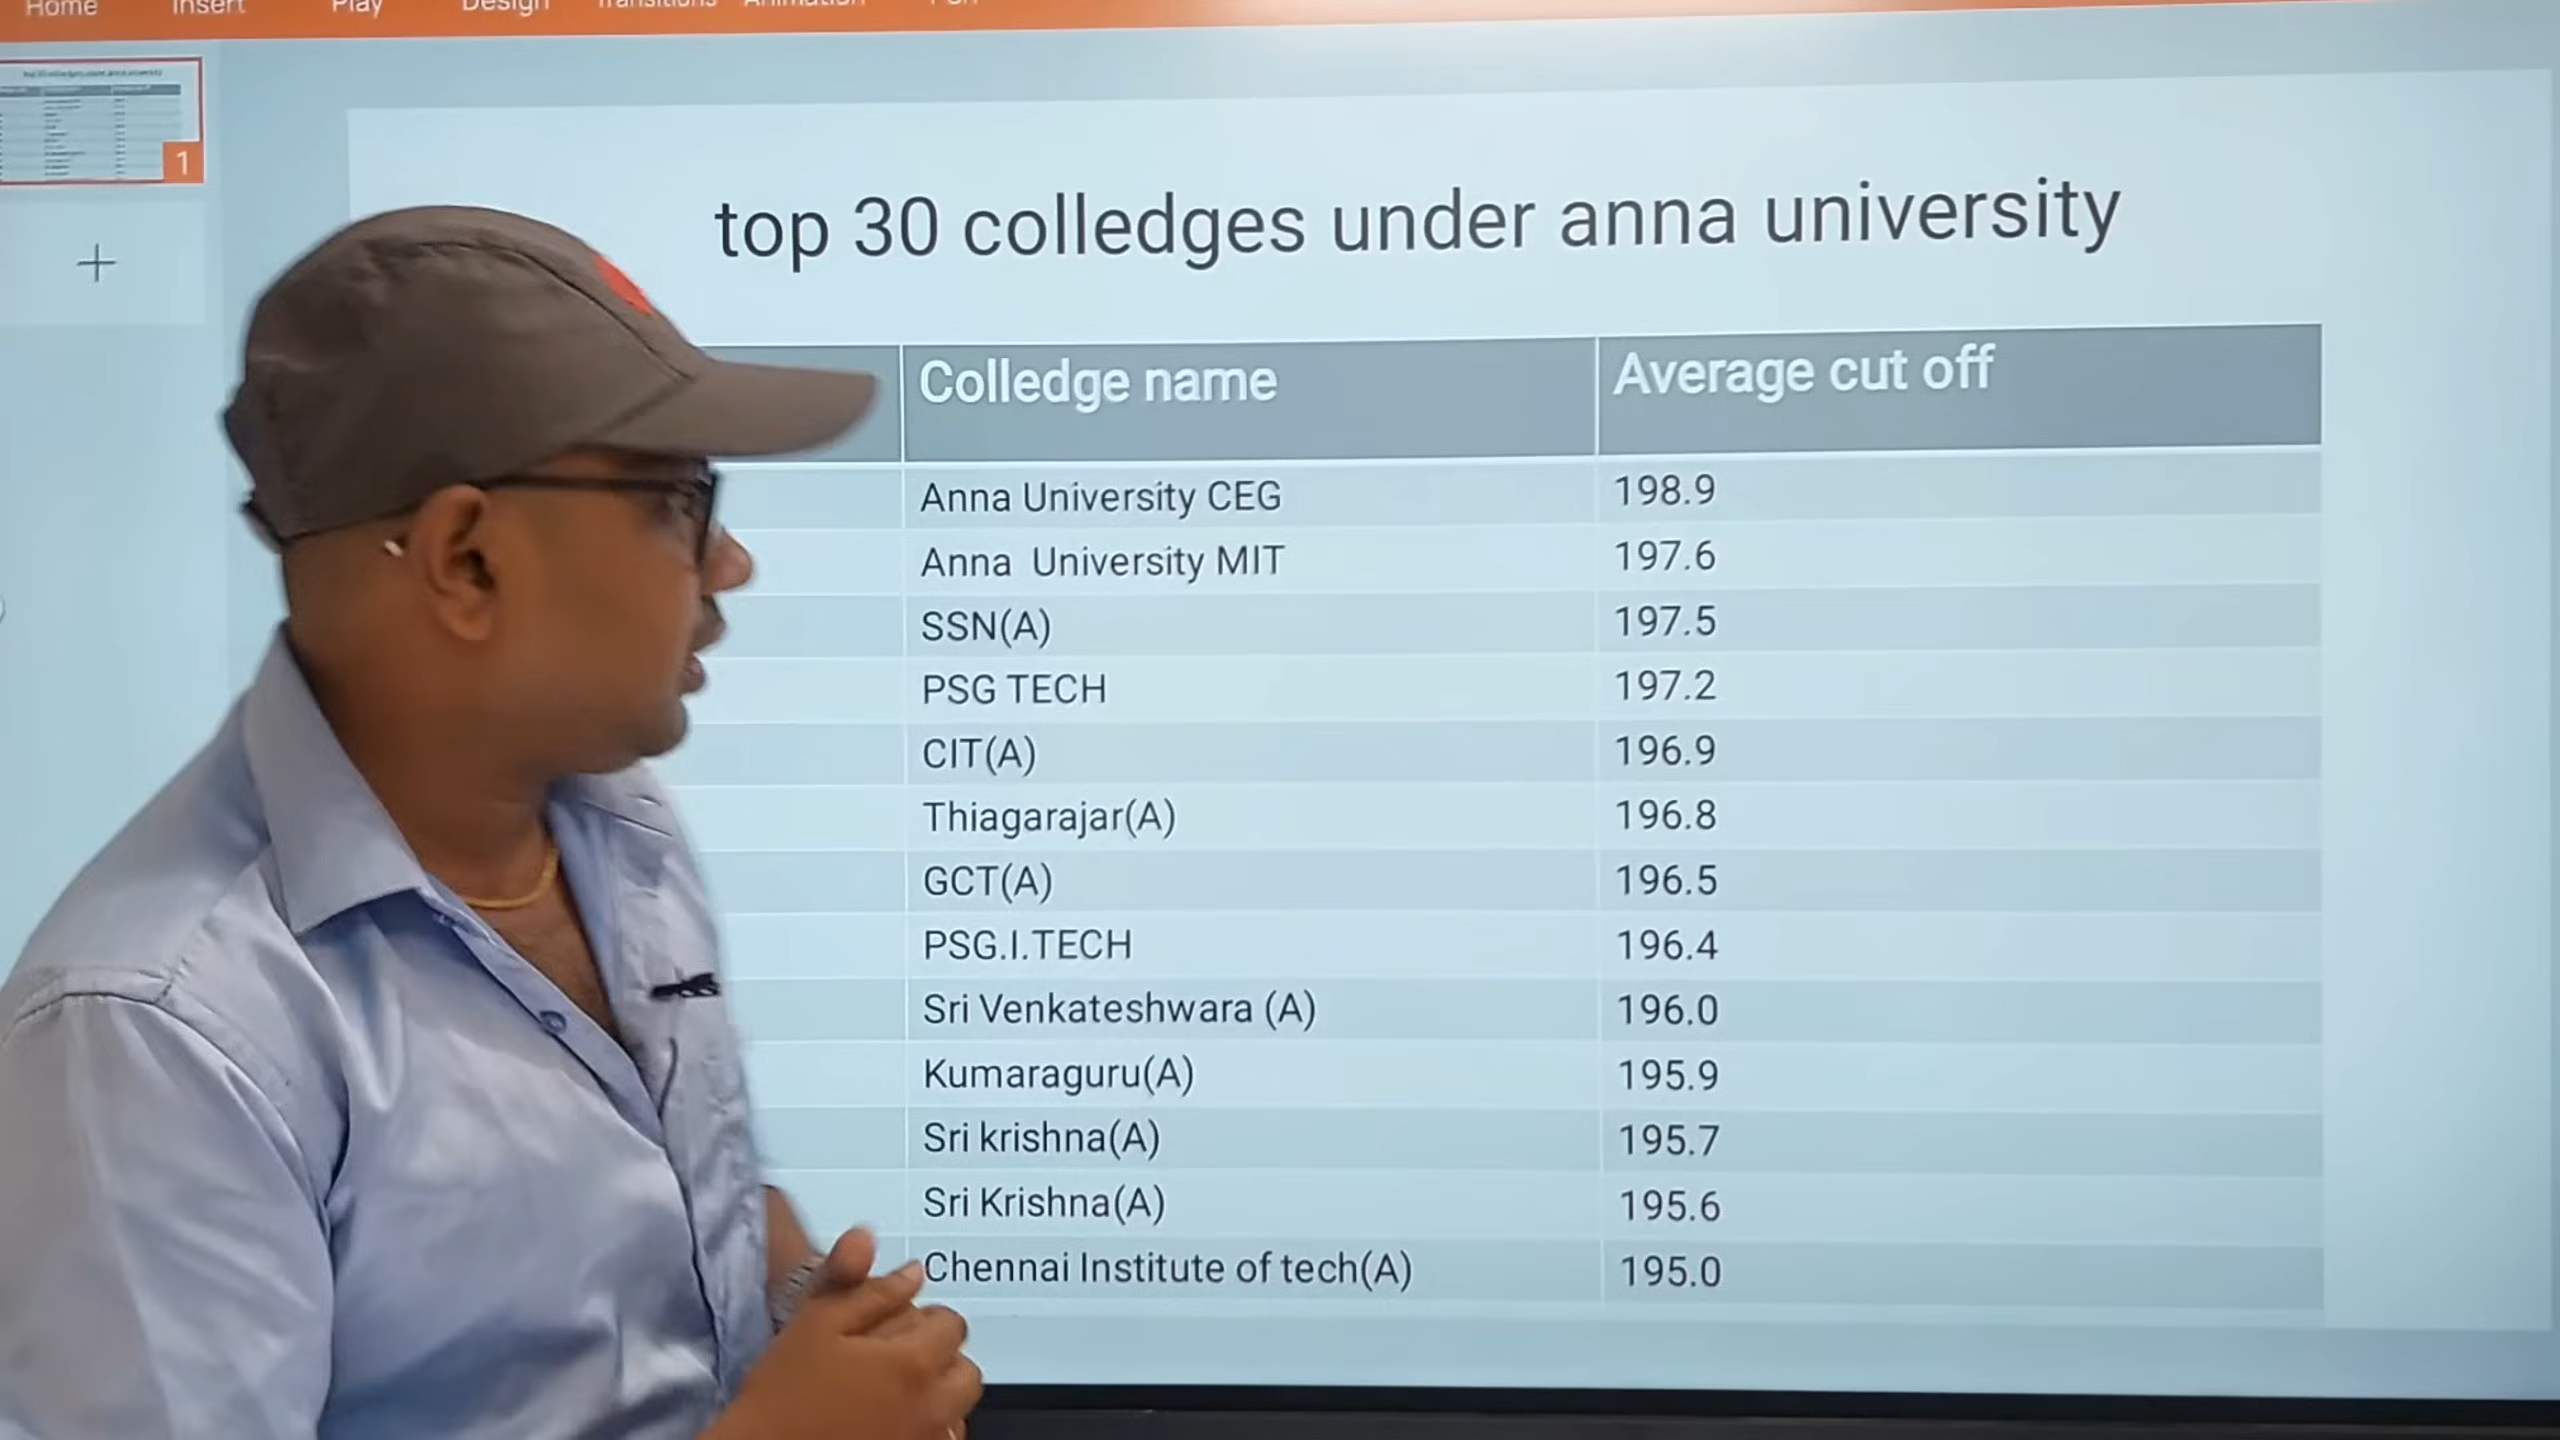 Home Insert Play Design Transitions Animation
1
top 30 colledges under anna university
Colledge name Average cut off
Anna University CEG 198.9
Anna University MIT 197.6
SSN(A) 197.5
PSG TECH 197.2
CIT(A) 196.9
Thiagarajar(A) 196.8
GCT(A) 196.5
PSG.I.TECH 196.4
Sri Venkateshwara (A) 196.0
Kumaraguru(A) 195.9
Sri krishna(A) 195.7
Sri Krishna(A) 195.6
Chennai Institute of tech(A) 195.0